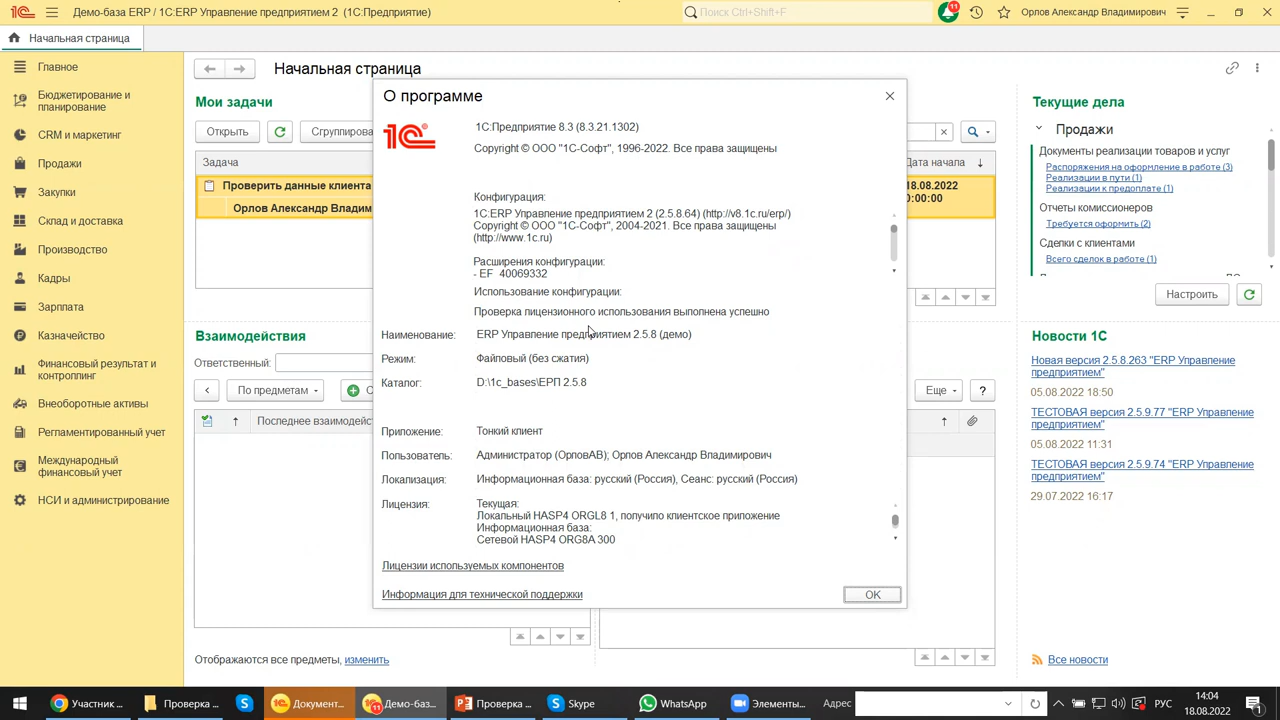 Демо-база ERP / 1С:ERP Управление предприятием 2 (1С:Предприятие)
Поиск Ctrl+Shift+F
11
Орлов Александр Владимирович
Начальная страница
Главное
Бюджетирование и
планирование
CRM и маркетинг
Продажи
Закупки
Склад и доставка
Производство
Кадры
Зарплата
Казначейство
Финансовый результат и
контроллинг
Внеоборотные активы
Регламентированный учет
Международный
финансовый учет
НСИ и администрирование
Начальная страница
Мои задачи
Открыть
Сгруппирова
Задача
Дата начала
Проверить данные клиента
18.08.2022
0:00:00
Орлов Александр Владим
Взаимодействия
Ответственный:
По предметам
Еще
?
Последнее взаимодейс
Отображаются все предметы, изменить
О программе
1С
1С:Предприятие 8.3 (8.3.21.1302)
Copyright © ООО "1С-Софт", 1996-2022. Все права защищены
Конфигурация:
1С:ERP Управление предприятием 2 (2.5.8.64) (http://v8.1c.ru/erp/)
Copyright © ООО "1С-Софт", 2004-2021. Все права защищены
(http://www.1c.ru)
Расширения конфигурации:
- EF_40069332
Использование конфигурации:
Проверка лицензионного использования выполнена успешно
Наименование: ERP Управление предприятием 2.5.8 (демо)
Режим: Файловый (без сжатия)
Каталог: D:\1c_bases\ЕРП 2.5.8
Приложение: Тонкий клиент
Пользователь: Администратор (ОрловАВ); Орлов Александр Владимирович
Локализация: Информационная база: русский (Россия), Сеанс: русский (Россия)
Лицензия: Текущая:
Локальный HASP4 ORGL8 1, получило клиентское приложение
Информационная база:
Сетевой HASP4 ORG8A 300
Лицензии используемых компонентов
Информация для технической поддержки
OK
Текущие дела
Продажи
Документы реализации товаров и услуг
Распоряжения на оформление в работе (3)
Реализации в пути (1)
Реализации к предоплате (1)
Отчеты комиссионеров
Требуется оформить (2)
Сделки с клиентами
Всего сделок в работе (1)
Настроить
Новости 1С
Новая версия 2.5.8.263 "ERP Управление
предприятием"
05.08.2022 18:50
ТЕСТОВАЯ версия 2.5.9.77 "ERP Управление
предприятием"
05.08.2022 11:31
ТЕСТОВАЯ версия 2.5.9.74 "ERP Управление
предприятием"
29.07.2022 16:17
Все новости
Участник ...
Проверка ...
Документ...
Демо-баз...
Проверка ...
Skype
WhatsApp
Элементы...
Адрес
РУС
14:04
18.08.2022
1